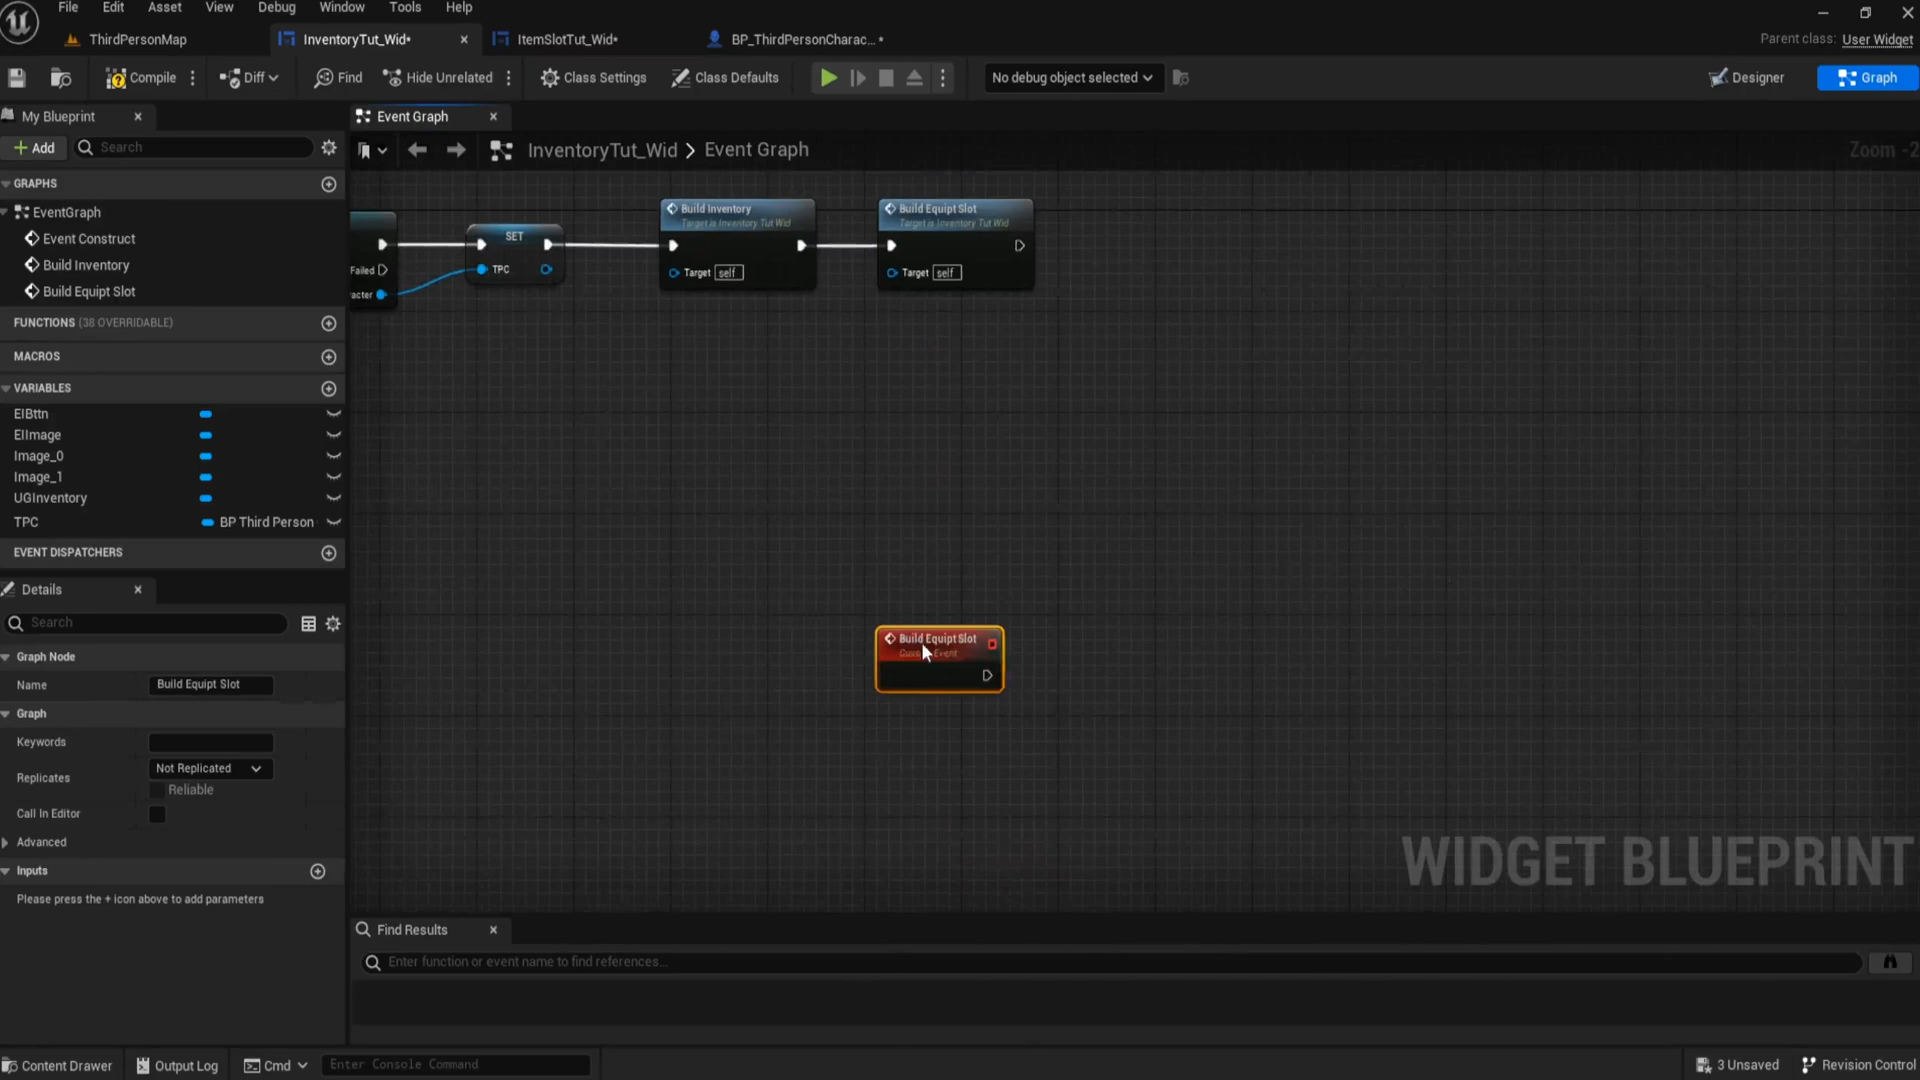 File Edit Asset View Debug Window Tools Help
ThirdPersonMap InventoryTut_Wid* ItemSlotTut_Wid* BP_ThirdPersonCharac... * Parent class: User Widget
Compile Diff Find Hide Unrelated Class Settings Class Defaults No debug object selected Designer Graph
My Blueprint Event Graph
Add Search InventoryTut_Wid > Event Graph Zoom -2
GRAPHS
EventGraph
Event Construct
Build Inventory
Build Equipt Slot
FUNCTIONS (38 OVERRIDABLE)
MACROS
VARIABLES
EIBttn
EIImage
Image_0
Image_1
UGInventory
TPC BP Third Person
EVENT DISPATCHERS
Details
Search
Graph Node
Name Build Equipt Slot
Graph
Keywords
Replicates Not Replicated
Reliable
Call In Editor
Advanced
Inputs
Please press the + icon above to add parameters
Failed
acter
SET
TPC
Build Inventory
Target is Inventory Tut Wid
Target self
Build Equipt Slot
Target is Inventory Tut Wid
Target self
Build Equipt Slot
Event
WIDGET BLUEPRINT
Find Results
Enter function or event name to find references...
Content Drawer Output Log Cmd Enter Console Command 3 Unsaved Revision Control